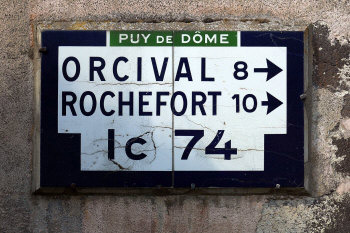 PUY DE DÔME
ORCIVAL 8 →
ROCHEFORT 10 →
Ic 74